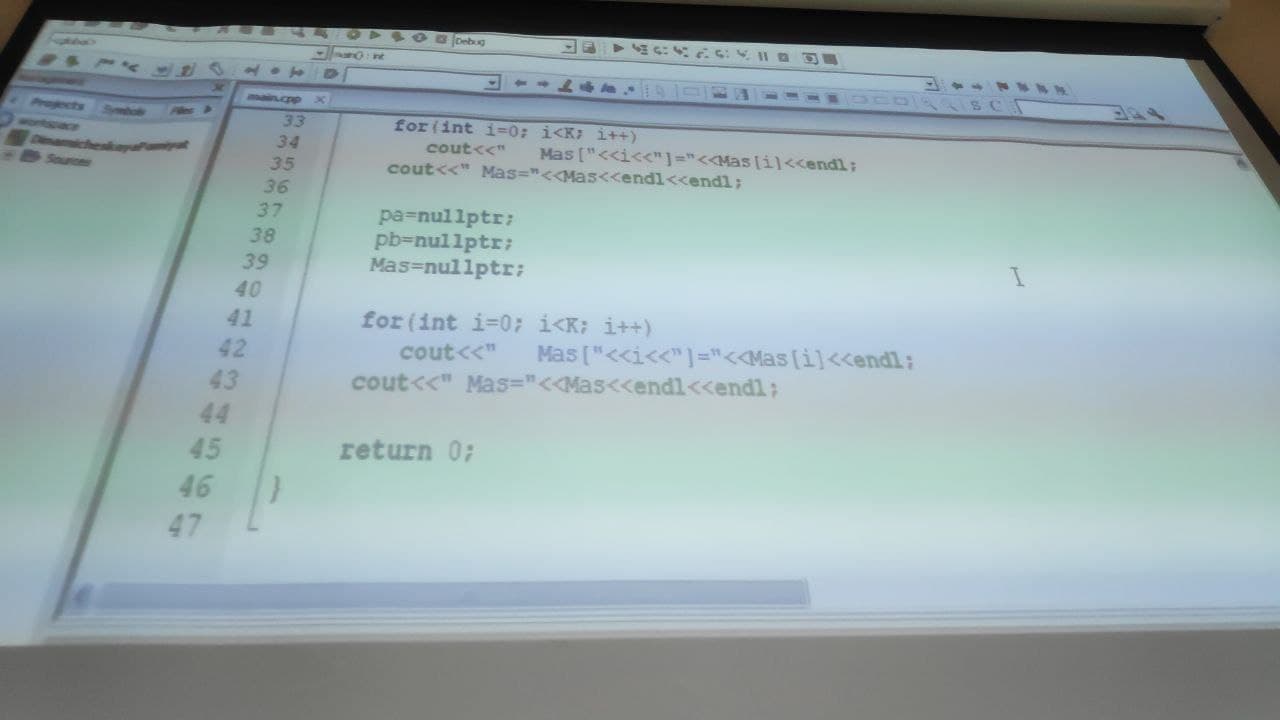 <global>
main() : int
Debug
Projects Symbols Files
main.cpp
workspace
Sources
33 for(int i=0; i<K; i++)
34 cout<<"   Mas["<<i<<"]="<<Mas[i]<<endl;
35 cout<<" Mas="<<Mas<<endl<<endl;
36
37 pa=nullptr;
38 pb=nullptr;
39 Mas=nullptr;
40
41 for(int i=0; i<K; i++)
42 cout<<"   Mas["<<i<<"]="<<Mas[i]<<endl;
43 cout<<" Mas="<<Mas<<endl<<endl;
44
45 return 0;
46 }
47